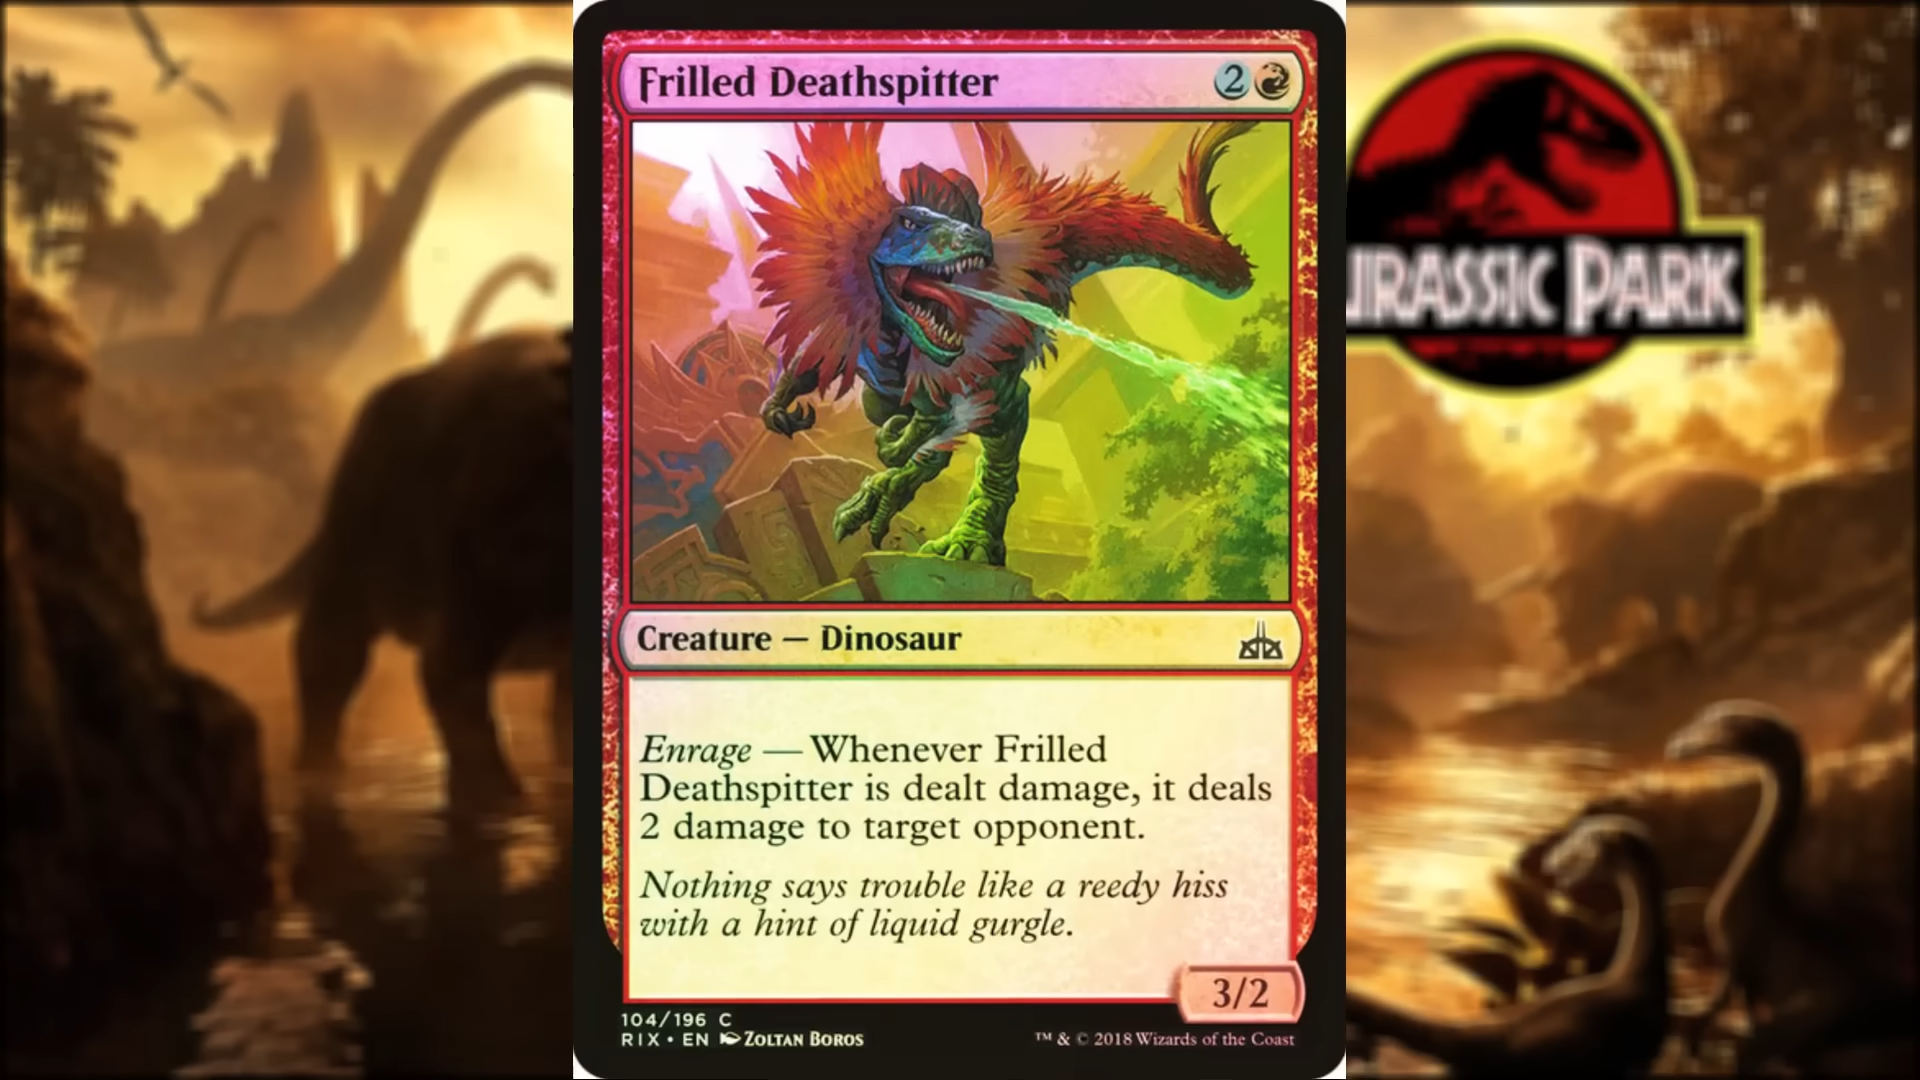 Frilled Deathspitter
2
JURASSIC PARK
Creature — Dinosaur
Enrage — Whenever Frilled
Deathspitter is dealt damage, it deals
2 damage to target opponent.
Nothing says trouble like a reedy hiss
with a hint of liquid gurgle.
3/2
104/196 C
RIX • EN Zoltan Boros
™ & © 2018 Wizards of the Coast